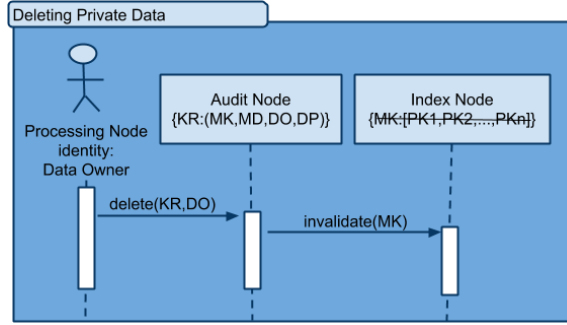 Deleting Private Data
Processing Node
identity:
Data Owner
Audit Node
{KR:(MK,MD,DO,DP)}
Index Node
{MK:[PK1,PK2,...,PKn]}
delete(KR,DO)
invalidate(MK)